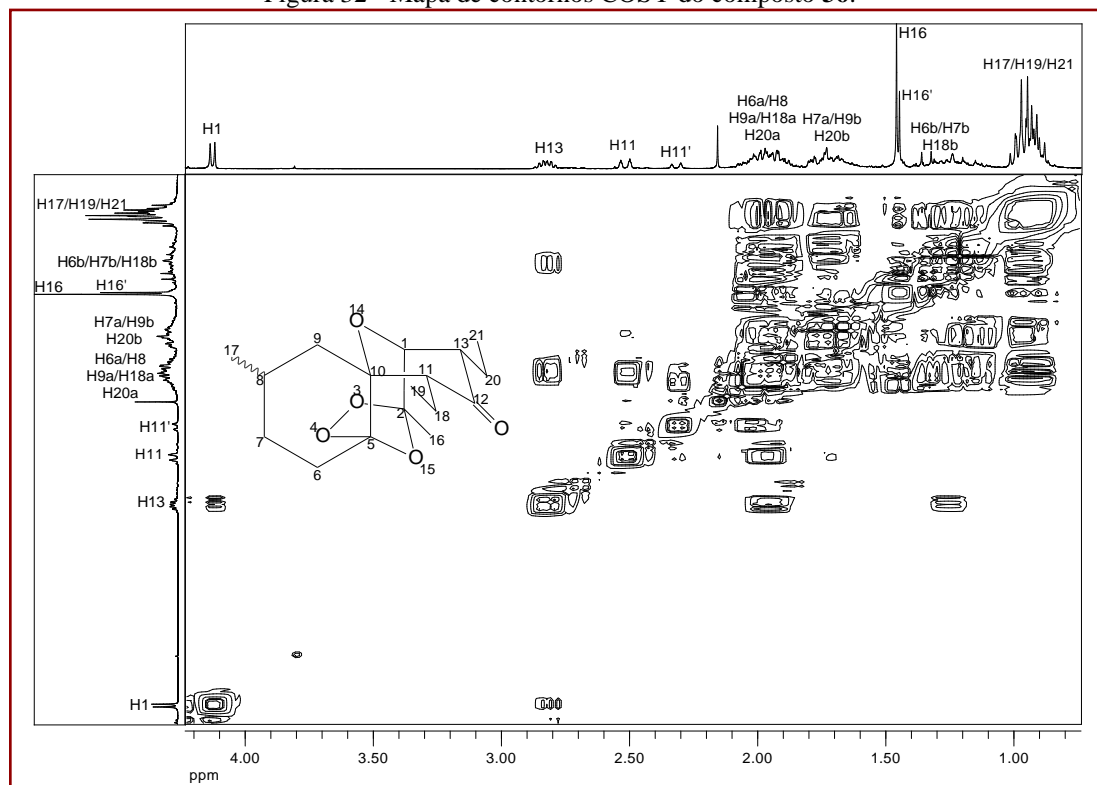 Figura 32 - Mapa de contornos COSY do composto 36.
H16
H17/H19/H21
H16'
H6a/H8
H9a/H18a
H20a
H7a/H9b
H20b
H6b/H7b
H18b
H1
H13
H11
H11'
H17/H19/H21
H6b/H7b/H18b
H16
H16'
H7a/H9b
H20b
H6a/H8
H9a/H18a
H20a
H11'
H11
H13
H1
14
O
17
9
1
13
21
8
10
11
20
3
19
12
O
2
18
4
O
5
16
O
7
O
15
6
4.00
3.50
3.00
2.50
2.00
1.50
1.00
ppm